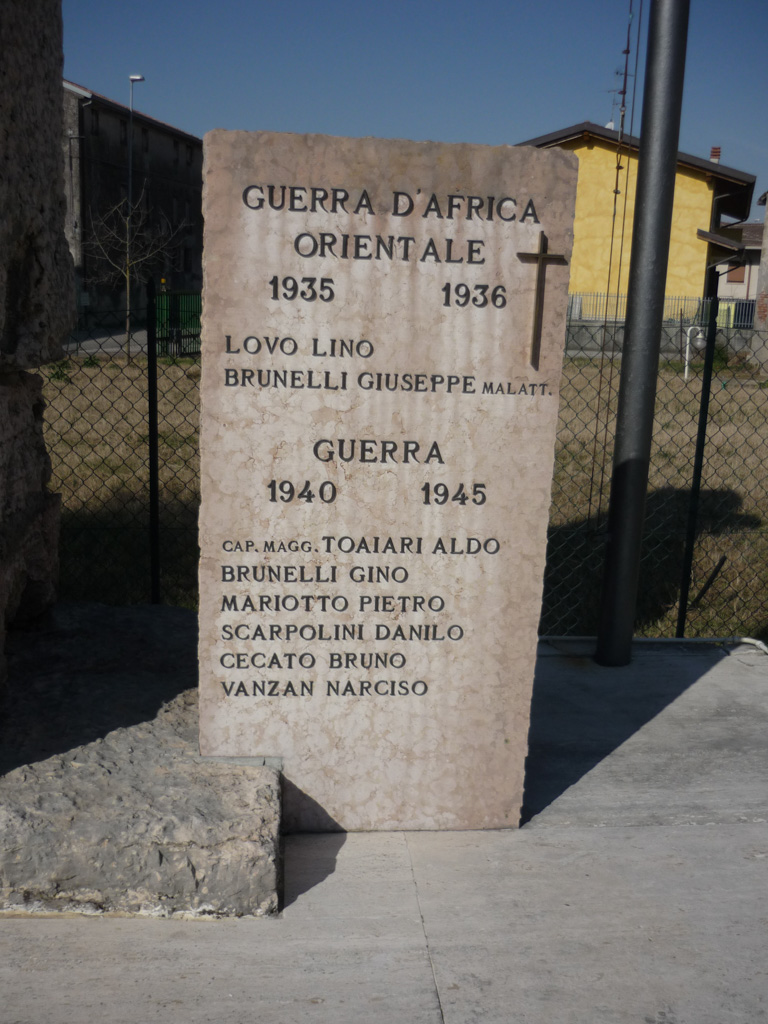 GUERRA D'AFRICA
ORIENTALE
1935 1936
LOVO LINO
BRUNELLI GIUSEPPE MALATT.
GUERRA
1940 1945
CAP. MAGG. TOAIARI ALDO
BRUNELLI GINO
MARIOTTO PIETRO
SCARPOLINI DANILO
CECATO BRUNO
VANZAN NARCISO